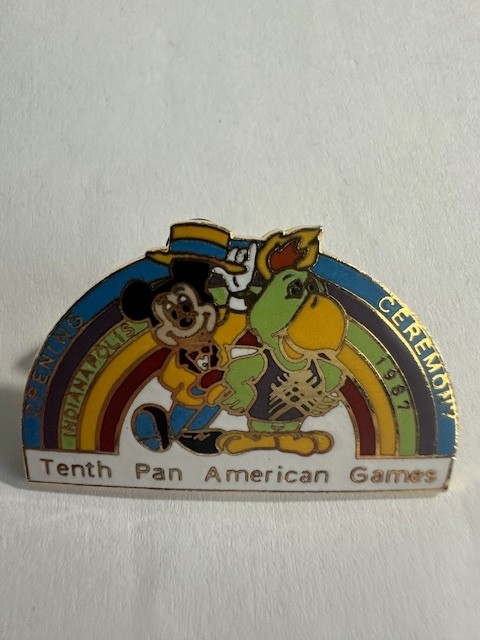 OPENING CEREMONY
INDIANAPOLIS 1987
Tenth Pan American Games